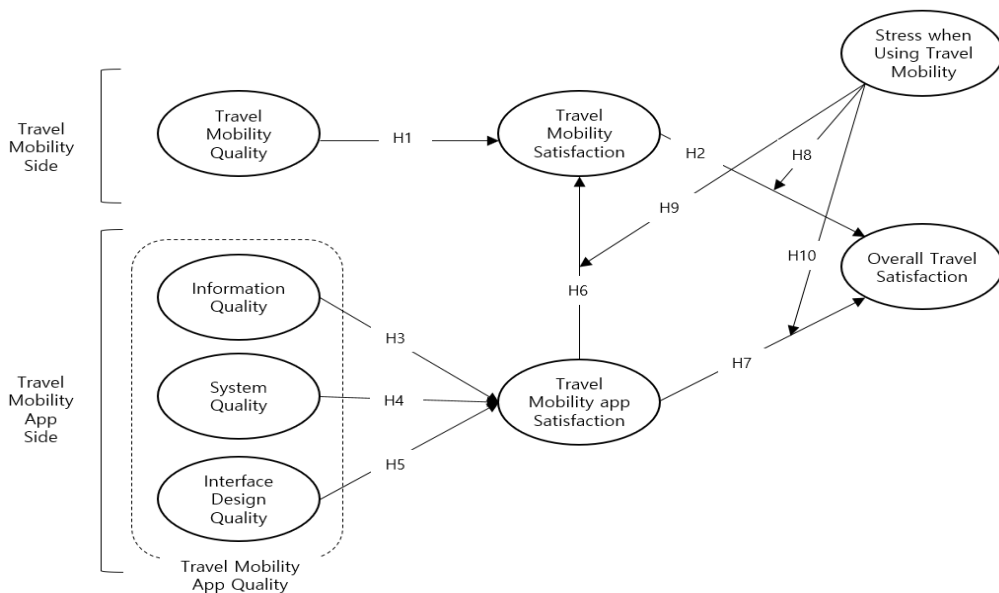 Stress when
Using Travel
Mobility
Travel
Mobility
Side
Travel
Mobility
Quality
H1
Travel
Mobility
Satisfaction
H2
H8
H9
H10
Overall Travel
Satisfaction
Information
Quality
H3
H6
Travel
Mobility
App
Side
System
Quality
H4
Travel
Mobility app
Satisfaction
H7
H5
Interface
Design
Quality
Travel Mobility
App Quality